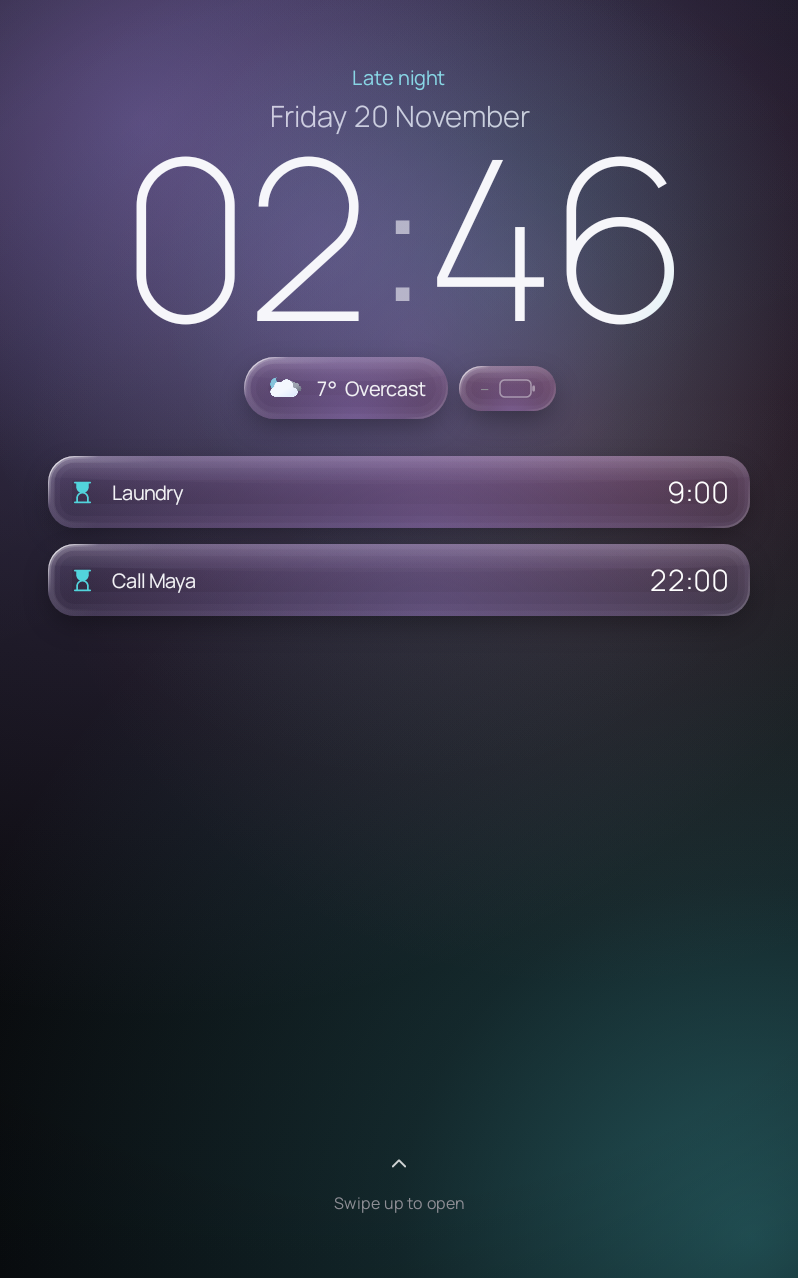 Late night
Friday 20 November
02:46
7° Overcast
–
Laundry 9:00
Call Maya 22:00
Swipe up to open